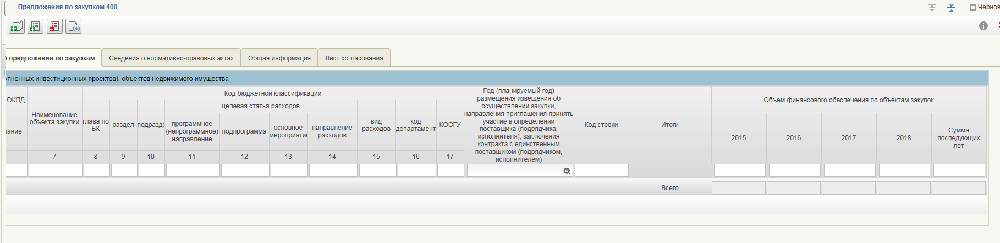 Предложения по закупкам 400
Чернов
е предложения по закупкам
Сведения о нормативно-правовых актах
Общая информация
Лист согласования
упненных инвестиционных проектов), объектов недвижимого имущества
ОКПД
вание
Наименование
объекта закупки
Код бюджетной классификации
глава по
БК
раздел
подразде
целевая статья расходов
программное
(непрограммное)
направление
подпрограмма
основное
мероприятие
направление
расходов
вид
расходов
код
департамент
КОСГУ
Год (планируемый год)
размещения извещения об
осуществлении закупки,
направления приглашения принять
участие в определении
поставщика (подрядчика,
исполнителя), заключения
контракта с единственным
поставщиком (подрядчиком,
исполнителем)
Код строки
Итоги
Объем финансового обеспечения по объектам закупок
2015
2016
2017
2018
Сумма
последующих
лет
7
8
9
10
11
12
13
14
15
16
17
Всего